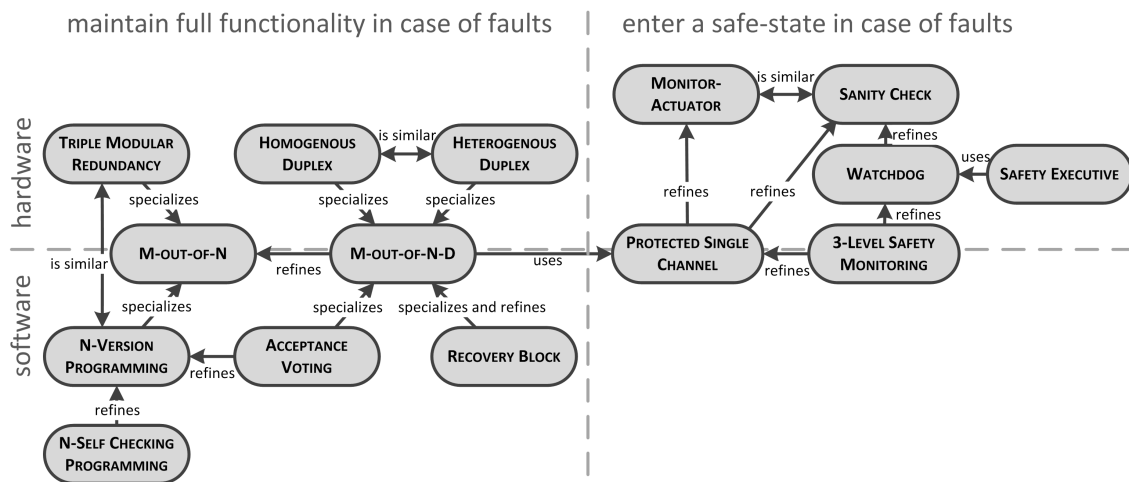 maintain full functionality in case of faults
enter a safe-state in case of faults
hardware
software
MONITOR-
ACTUATOR
is similar
SANITY CHECK
TRIPLE MODULAR
REDUNDANCY
HOMOGENOUS
DUPLEX
is similar
HETEROGENOUS
DUPLEX
refines
WATCHDOG
uses
SAFETY EXECUTIVE
specializes
specializes
specializes
refines
refines
refines
M-OUT-OF-N
refines
M-OUT-OF-N-D
uses
PROTECTED SINGLE
CHANNEL
refines
3-LEVEL SAFETY
MONITORING
is similar
specializes
specializes
specializes and refines
N-VERSION
PROGRAMMING
refines
ACCEPTANCE
VOTING
RECOVERY BLOCK
refines
N-SELF CHECKING
PROGRAMMING